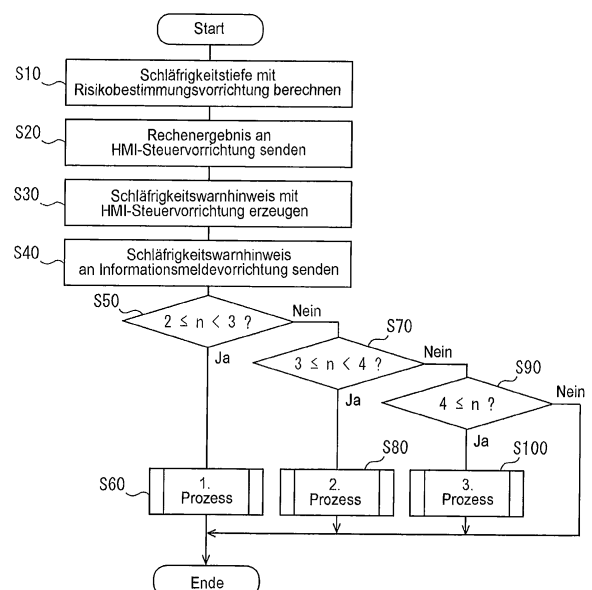 Start
S10
Schläfrigkeitstiefe mit
Risikobestimmungsvorrichtung berechnen
S20
Rechenergebnis an
HMI-Steuervorrichtung senden
S30
Schläfrigkeitswarnhinweis mit
HMI-Steuervorrichtung erzeugen
S40
Schläfrigkeitswarnhinweis
an Informationsmeldevorrichtung senden
S50
2 ≤ n < 3 ?
Nein
Ja
S70
3 ≤ n < 4 ?
Nein
Ja
S90
4 ≤ n ?
Nein
Ja
S60
1.
Prozess
S80
2.
Prozess
S100
3.
Prozess
Ende